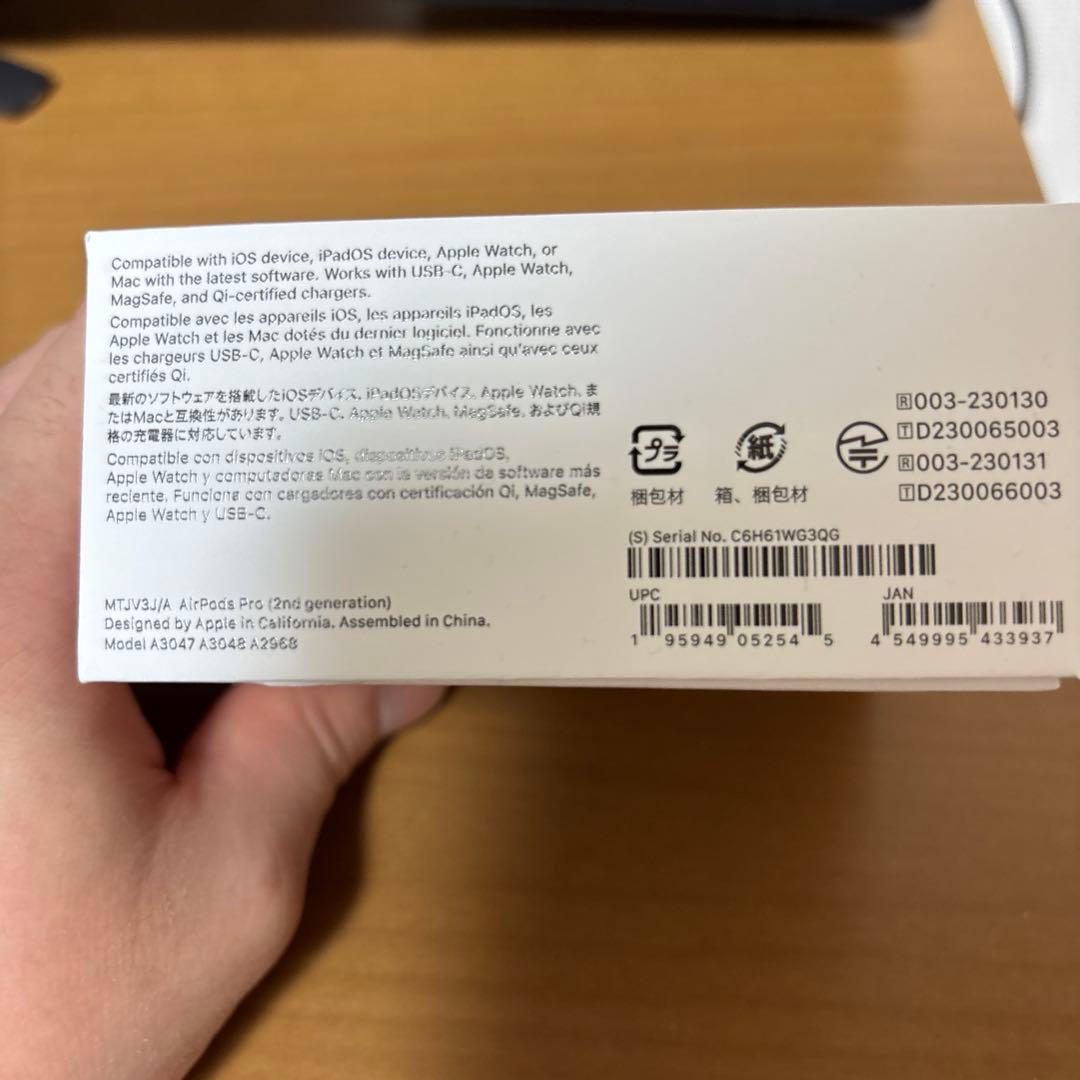 Compatible with iOS device, iPadOS device, Apple Watch, or
Mac with the latest software. Works with USB-C, Apple Watch,
MagSafe, and Qi-certified chargers.
Compatible avec les appareils iOS, les appareils iPadOS, les
Apple Watch et les Mac dotés du dernier logiciel. Fonctionne avec
les chargeurs USB-C, Apple Watch et MagSafe ainsi qu'avec ceux
certifiés Qi.
最新のソフトウェアを搭載したiOSデバイス、iPadOSデバイス、Apple Watch、ま
たはMacと互換性があります。USB-C、Apple Watch、MagSafe、およびQi規
格の充電器に対応しています。
Compatible con dispositivos iOS, dispositivos iPadOS,
Apple Watch y computadoras Mac con la versión de software más
reciente. Funciona con cargadores con certificación Qi, MagSafe,
Apple Watch y USB-C.
MTJV3J/A AirPods Pro (2nd generation)
Designed by Apple in California. Assembled in China.
Model A3047 A3048 A2968
プラ
梱包材
紙
箱、梱包材
R 003-230130
T D230065003
R 003-230131
T D230066003
(S) Serial No. C6H61WG3QG
UPC
1 95949 05254 5
JAN
4 549995 433937